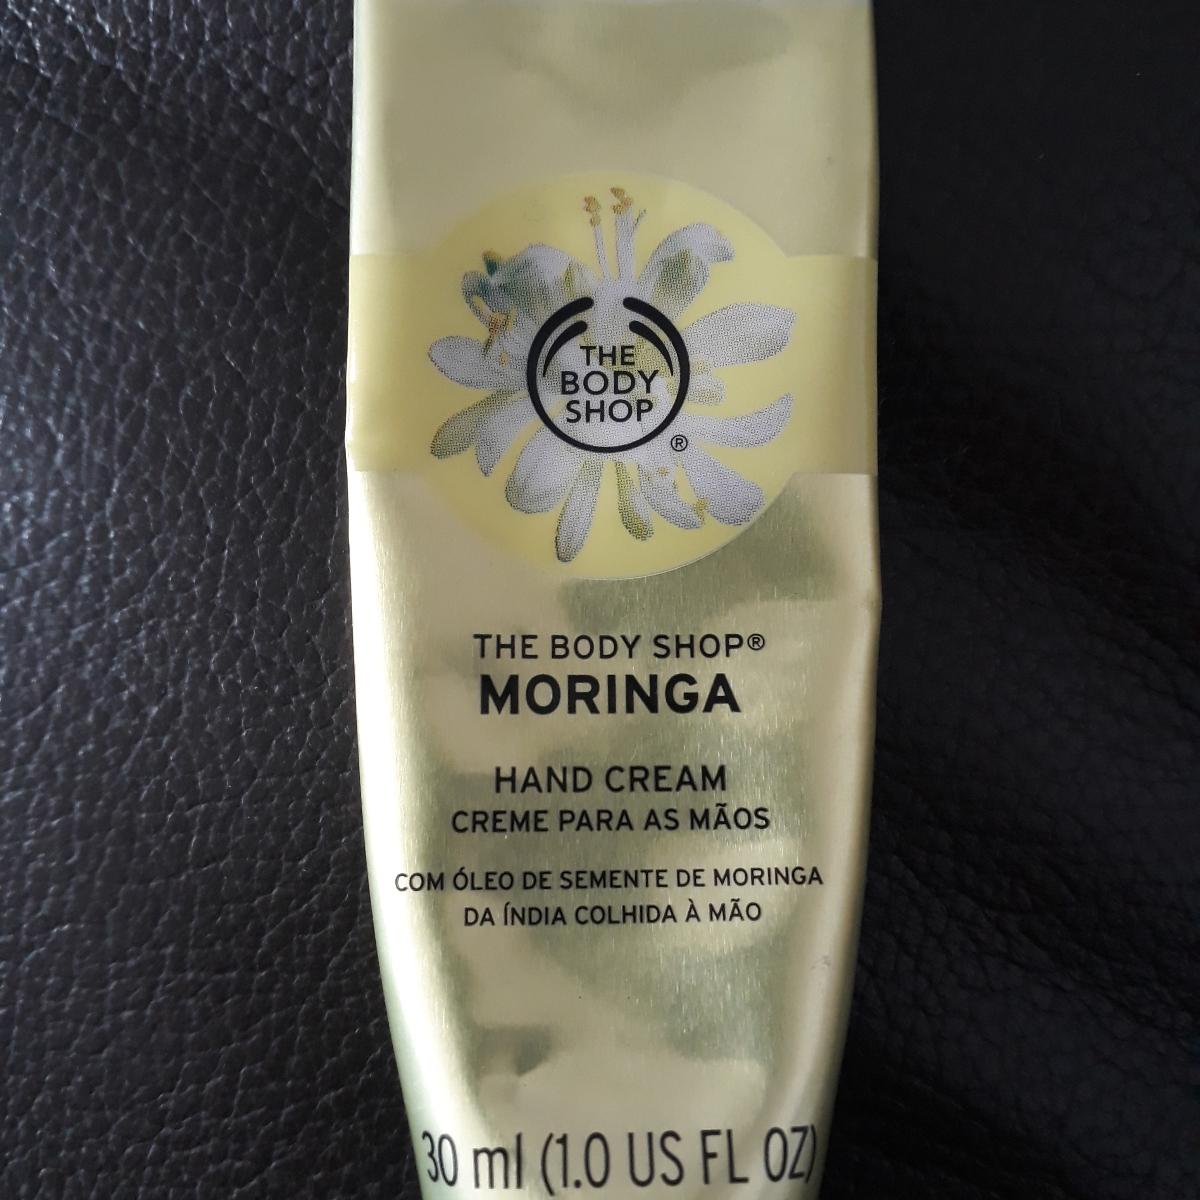 THE
BODY
SHOP
®
THE BODY SHOP®
MORINGA
HAND CREAM
CREME PARA AS MÃOS
COM ÓLEO DE SEMENTE DE MORINGA
DA ÍNDIA COLHIDA À MÃO
30 ml (1.0 US FL OZ)